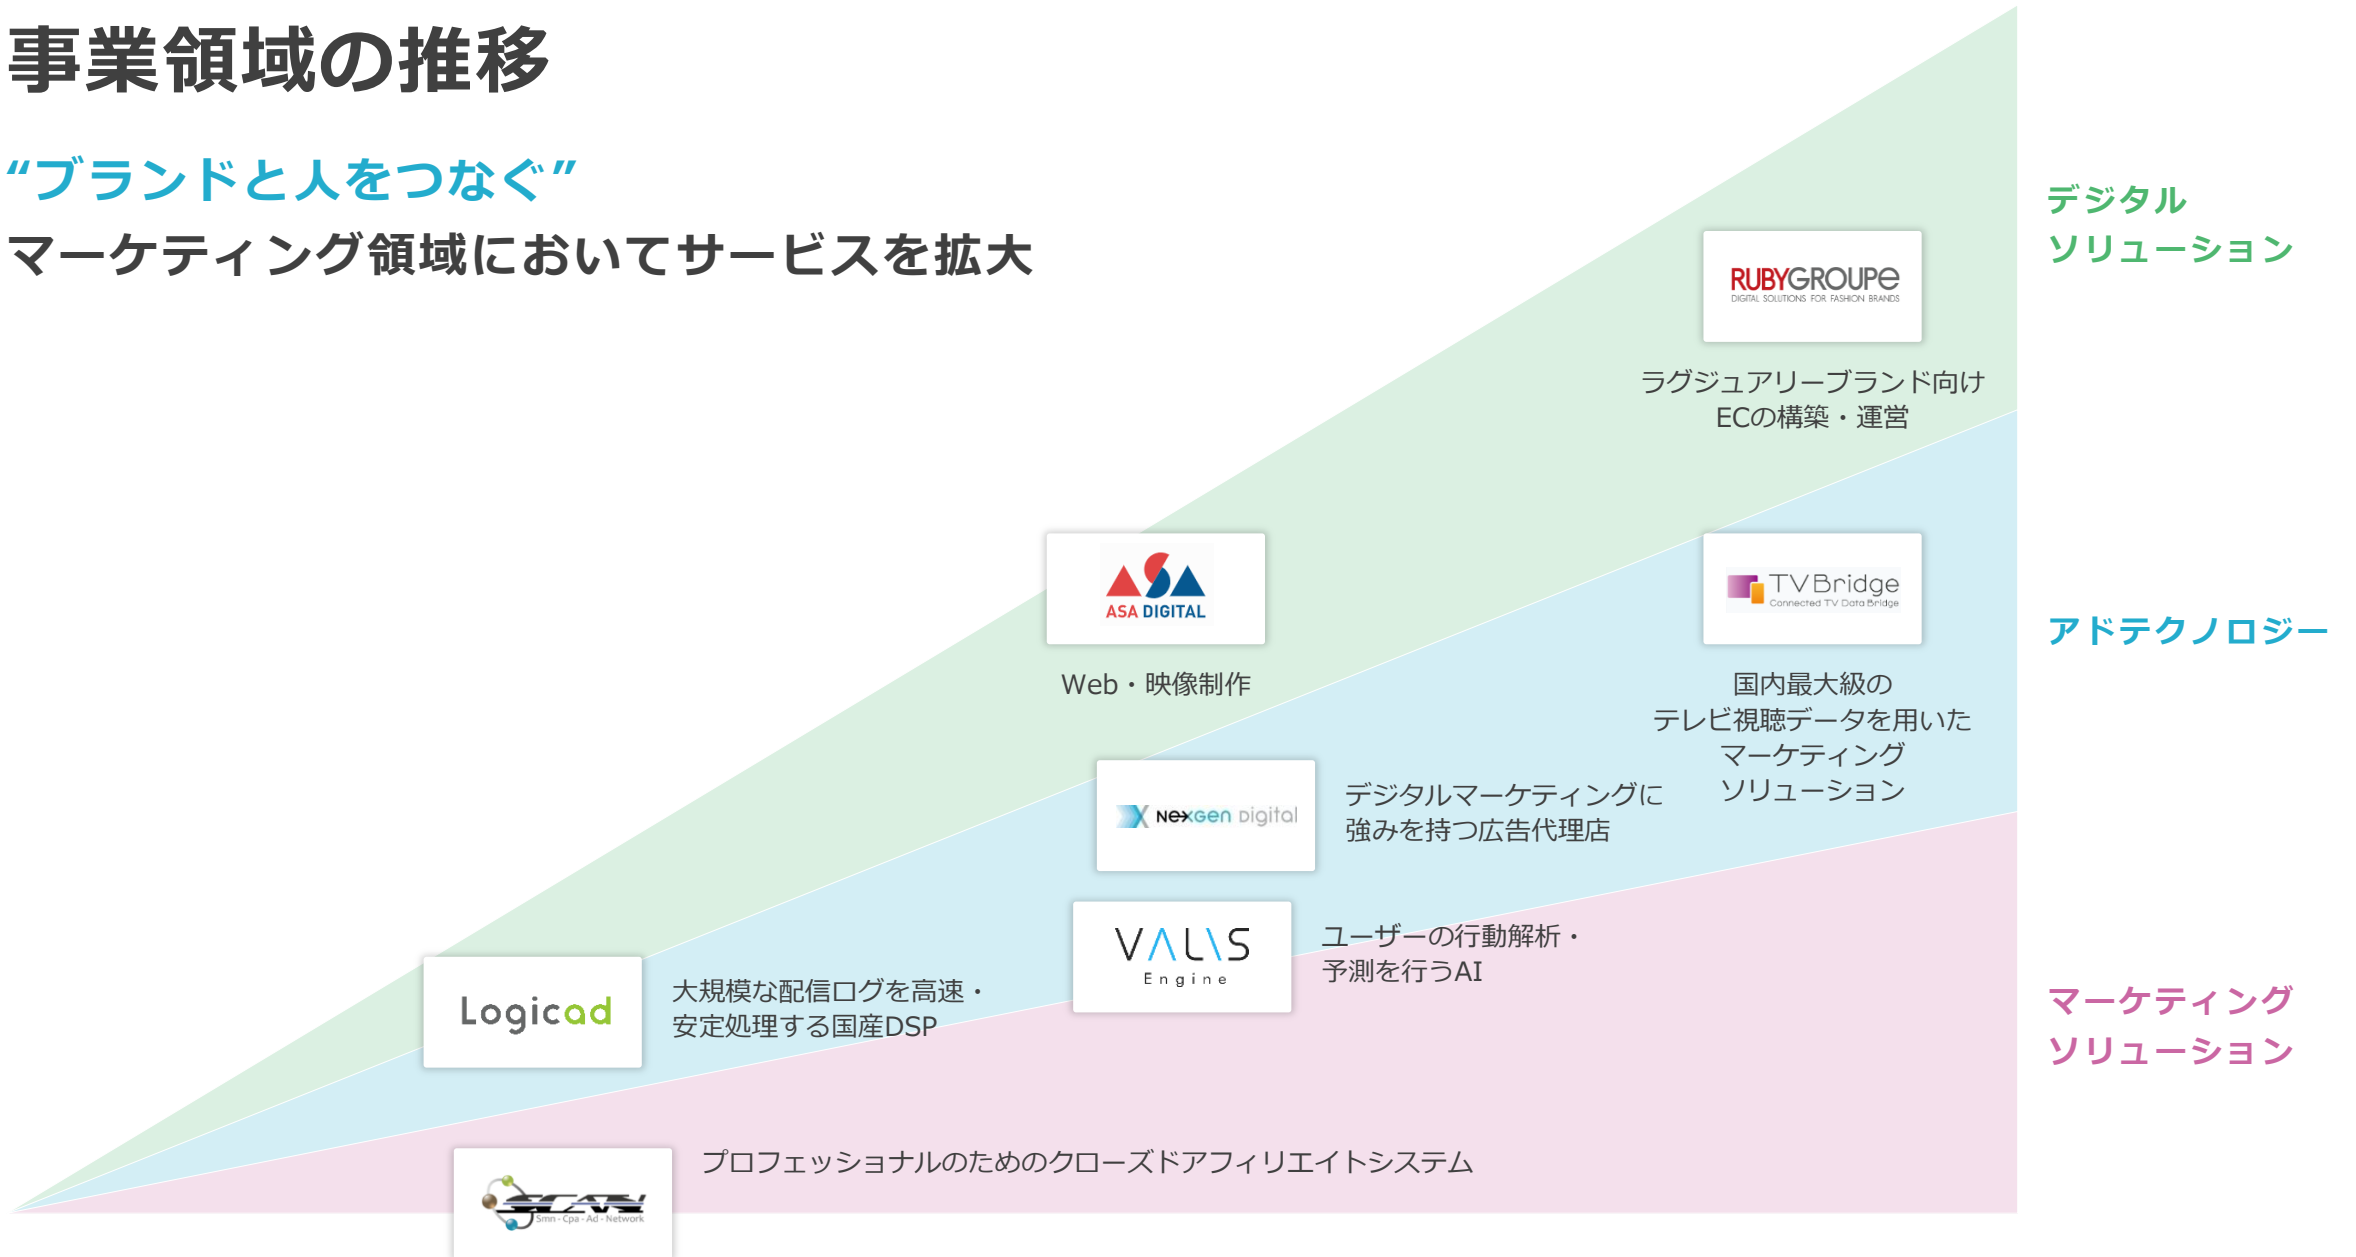 事業領域の推移
“ブランドと人をつなぐ”
マーケティング領域においてサービスを拡大
デジタル
ソリューション
RUBYGROUPe
DIGITAL SOLUTIONS FOR FASHION BRANDS
ラグジュアリーブランド向け
ECの構築・運営
ASA
ASA DIGITAL
Web・映像制作
TVBridge
Connected TV Data Bridge
国内最大級の
テレビ視聴データを用いた
マーケティング
ソリューション
アドテクノロジー
Nexgen Digital
デジタルマーケティングに
強みを持つ広告代理店
VALIS
Engine
ユーザーの行動解析・
予測を行うAI
Logicad
大規模な配信ログを高速・
安定処理する国産DSP
マーケティング
ソリューション
SCAN
Smn - Cpa - Ad - Network
プロフェッショナルのためのクローズドアフィリエイトシステム